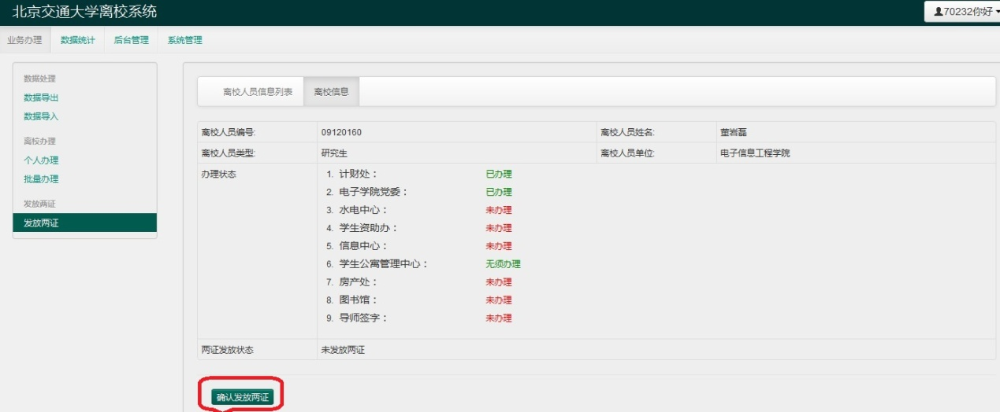 北京交通大学离校系统
70232你好
业务办理 数据统计 后台管理 系统管理
数据处理
数据导出
数据导入
离校办理
个人办理
批量办理
发放两证
发放两证
离校人员信息列表 离校信息
离校人员编号: 09120160 离校人员姓名: 董岩磊
离校人员类型: 研究生 离校人员单位: 电子信息工程学院
办理状态
1. 计财处： 已办理
2. 电子学院党委： 已办理
3. 水电中心： 未办理
4. 学生资助办： 未办理
5. 信息中心： 未办理
6. 学生公寓管理中心： 无须办理
7. 房产处： 未办理
8. 图书馆： 未办理
9. 导师签字： 未办理
两证发放状态 未发放两证
确认发放两证